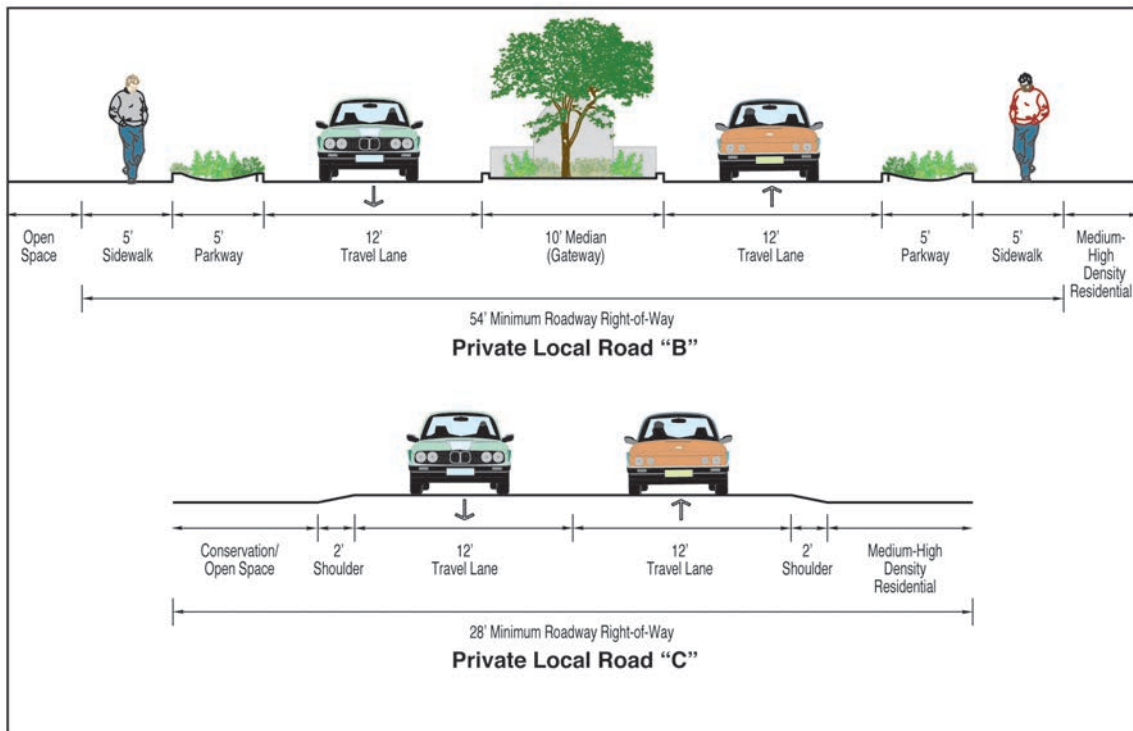 Open
Space
5'
Sidewalk
5'
Parkway
12'
Travel Lane
10' Median
(Gateway)
12'
Travel Lane
5'
Parkway
5'
Sidewalk
Medium-
High
Density
Residential
54' Minimum Roadway Right-of-Way
Private Local Road “B”
Conservation/
Open Space
2'
Shoulder
12'
Travel Lane
12'
Travel Lane
2'
Shoulder
Medium-High
Density
Residential
28' Minimum Roadway Right-of-Way
Private Local Road “C”